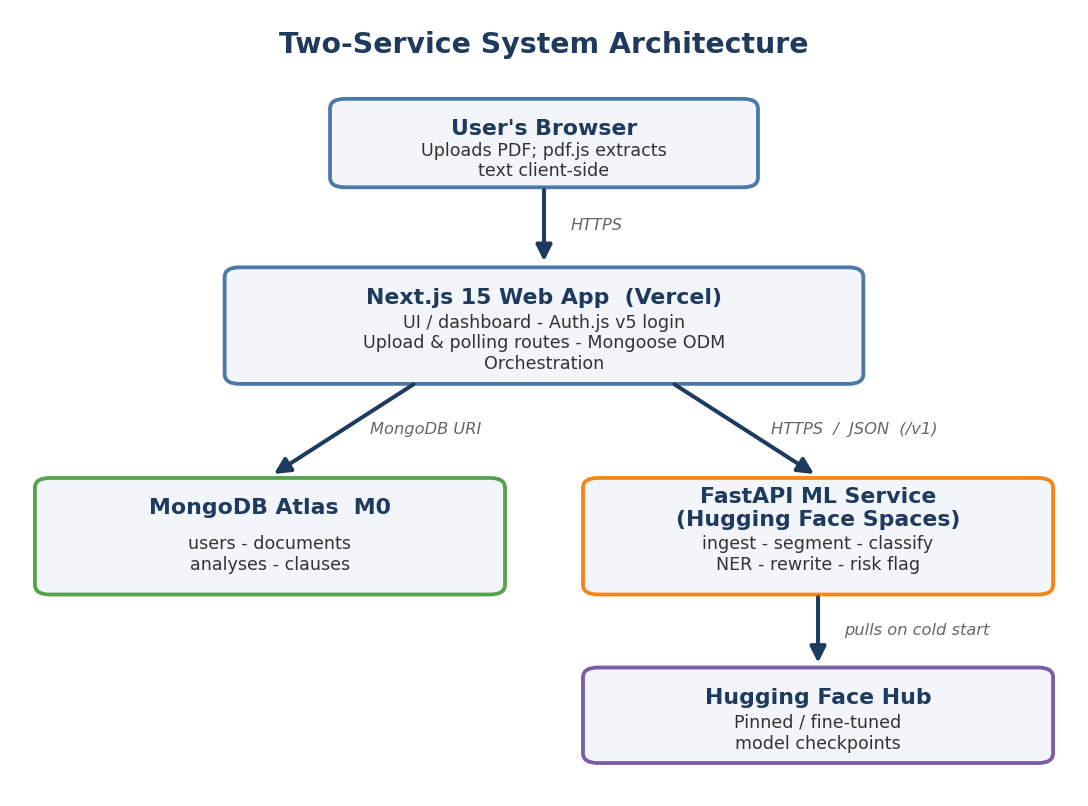 Two-Service System Architecture
User's Browser
Uploads PDF; pdf.js extracts
text client-side
HTTPS
Next.js 15 Web App (Vercel)
UI / dashboard - Auth.js v5 login
Upload & polling routes - Mongoose ODM
Orchestration
MongoDB URI
HTTPS / JSON (/v1)
MongoDB Atlas M0
users - documents
analyses - clauses
FastAPI ML Service
(Hugging Face Spaces)
ingest - segment - classify
NER - rewrite - risk flag
pulls on cold start
Hugging Face Hub
Pinned / fine-tuned
model checkpoints